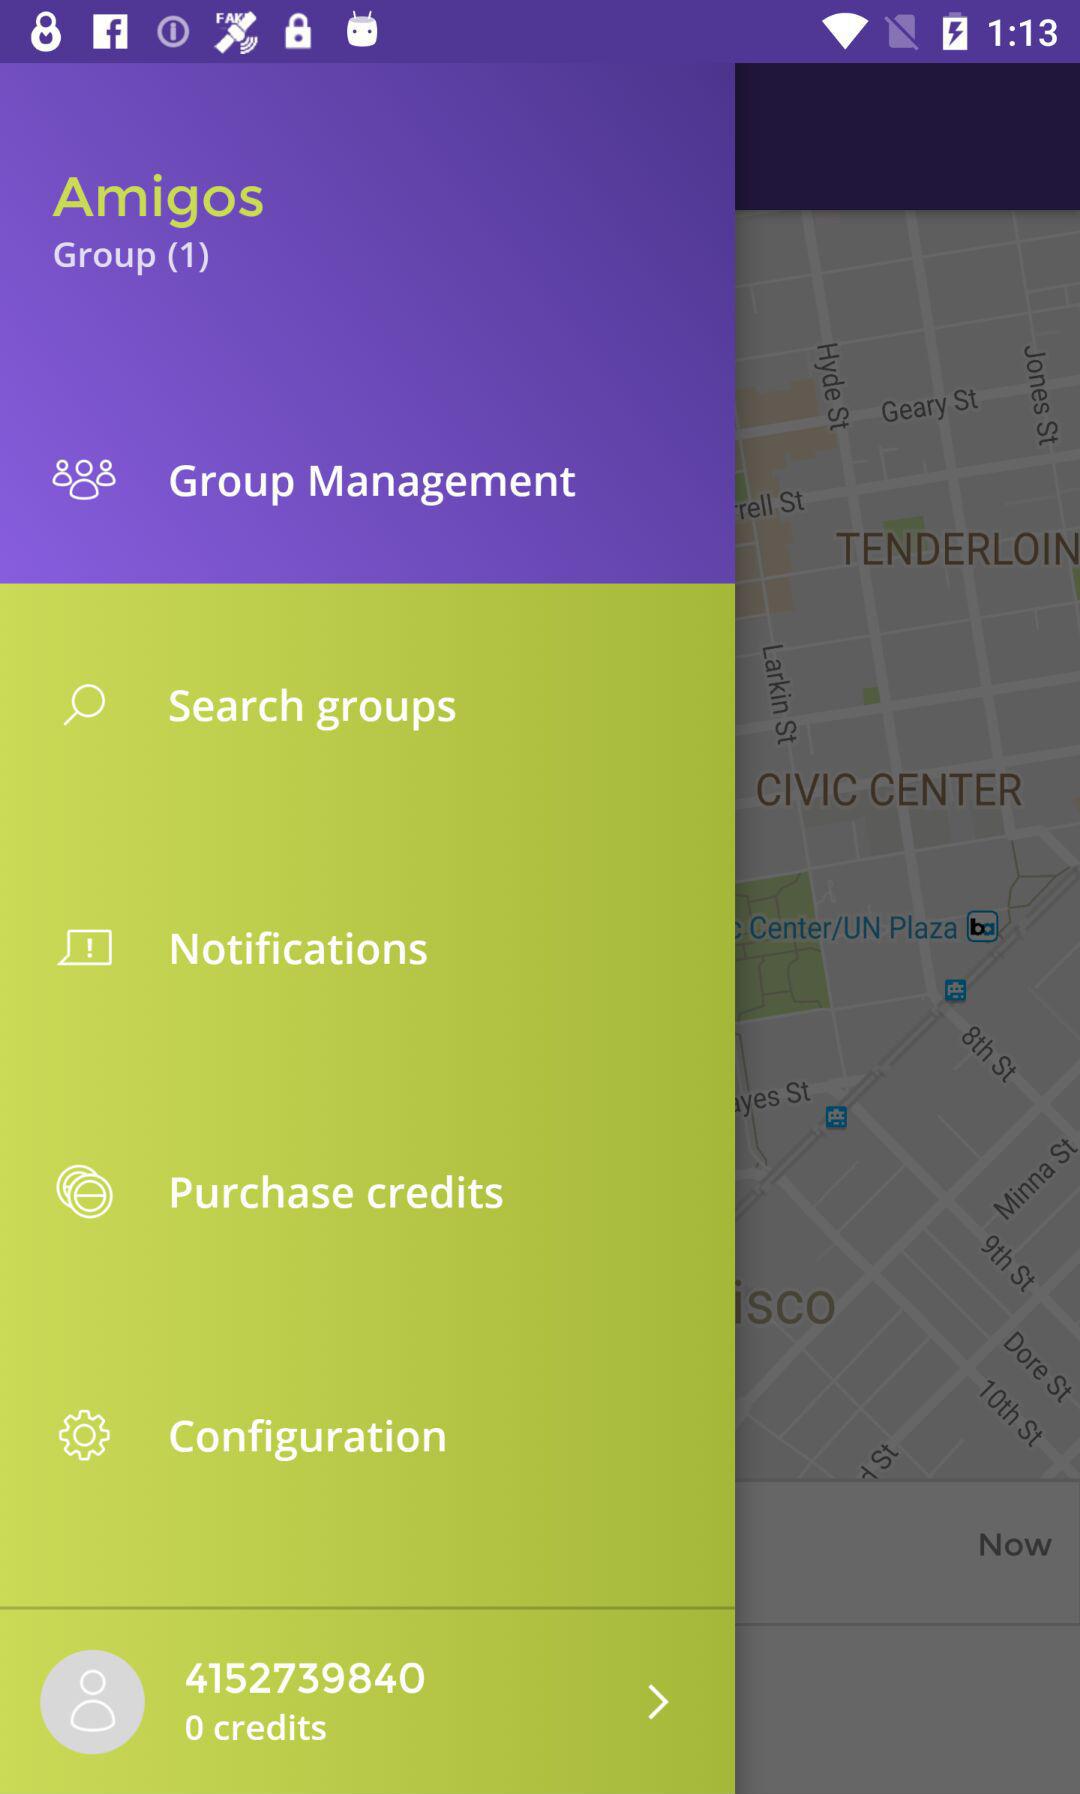 FAKE
1:13
Amigos
Group (1)
Group Management
Search groups
Notifications
Purchase credits
Configuration
4152739840
0 credits
Hyde St
Jones St
Geary St
rrell St
TENDERLOIN
Larkin St
CIVIC CENTER
c Center/UN Plaza
ba
8th St
ayes St
Minna St
9th St
isco
Dore St
10th St
St
Now